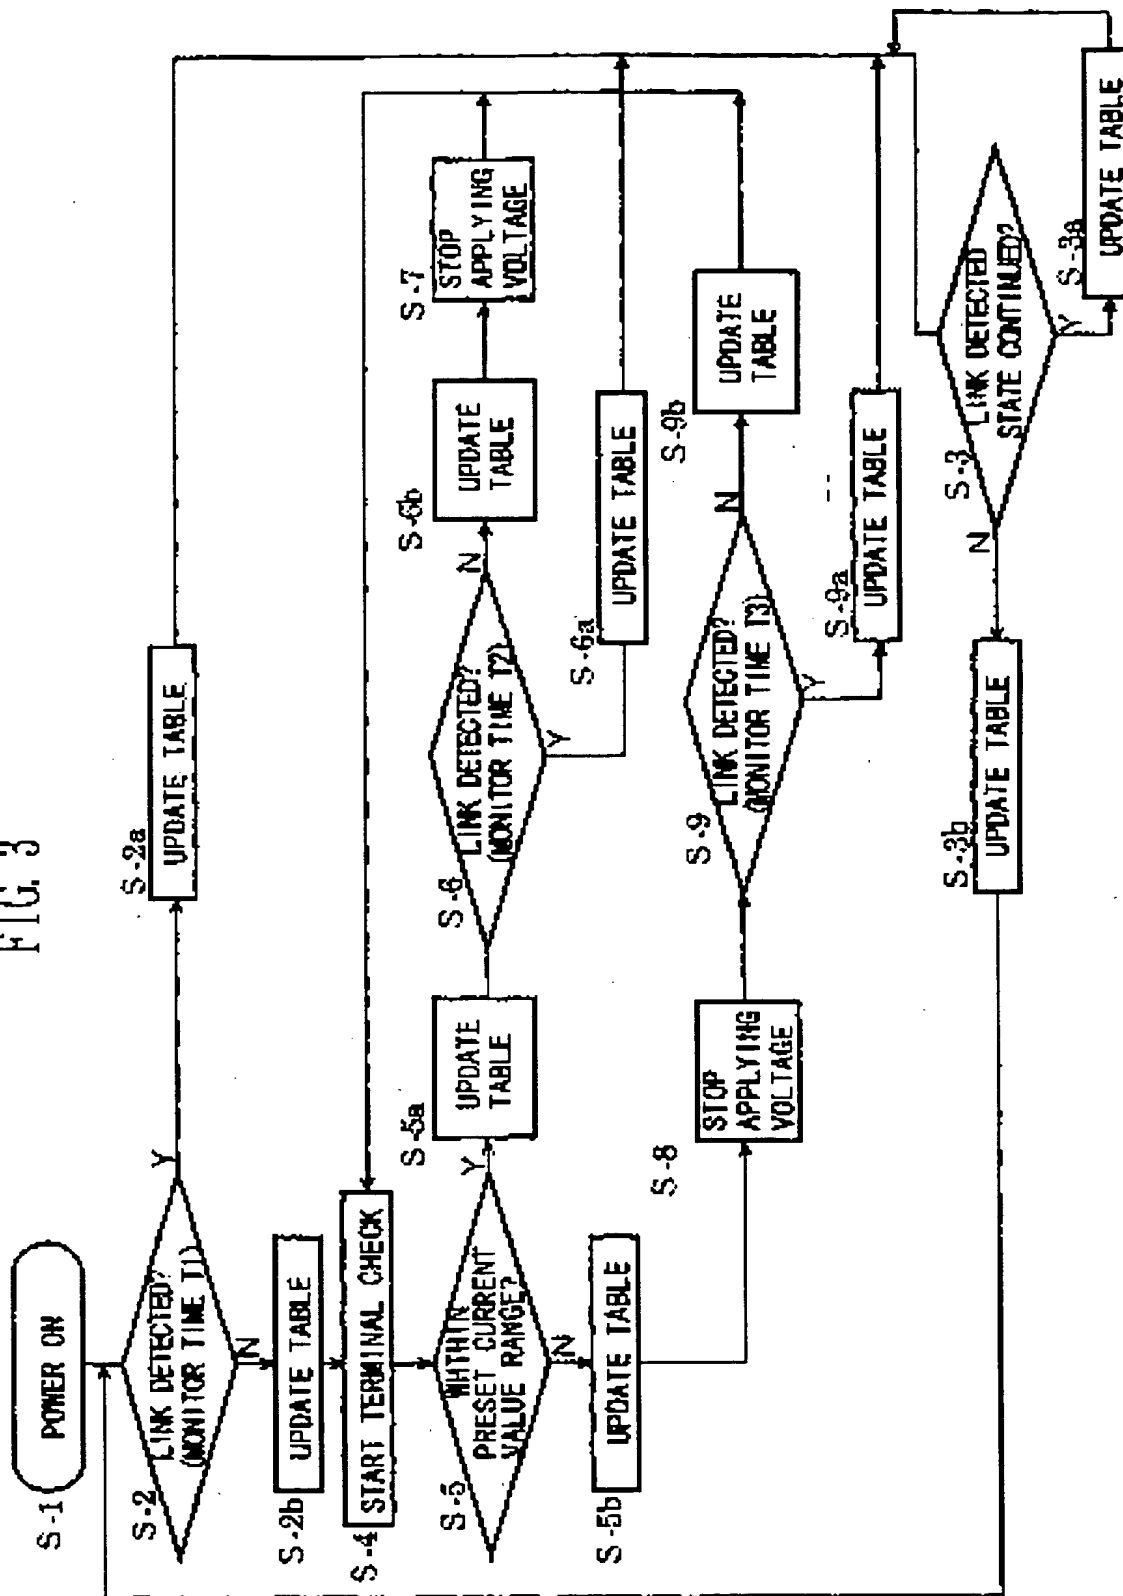 FIG. 3
S-1
POWER ON
S-2
LINK DETECTED?
(MONITOR TIME T1)
Y
N
S-2a
UPDATE TABLE
S-2b
UPDATE TABLE
S-4
START TERMINAL CHECK
S-5
WHTHIN
PRESET CURRENT
VALUE RANGE?
Y
N
S-5a
UPDATE
TABLE
S-6
LINK DETECTED?
(MONITOR TIME T2)
N
Y
S-6b
UPDATE
TABLE
S-7
STOP
APPLYING
VOLTAGE
S-6a
UPDATE TABLE
S-5b
UPDATE TABLE
S-8
STOP
APPLYING
VOLTAGE
S-9
LINK DETECTED?
(MONITOR TIME T3)
N
Y
S-9b
UPDATE
TABLE
S-9a
UPDATE TABLE
S-3
LINK DETECTED
STATE CONTINUED?
N
Y
S-3a
UPDATE TABLE
S-3b
UPDATE TABLE